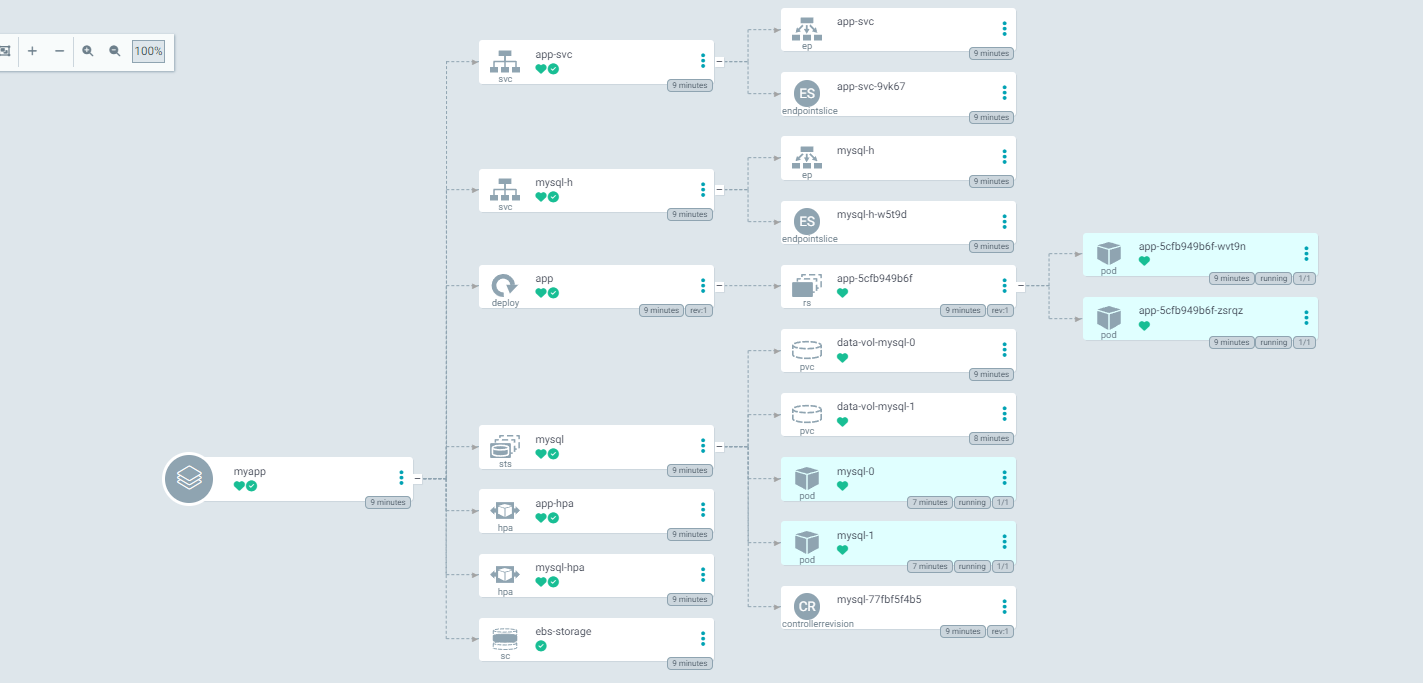 100%
myapp
9 minutes
app-svc
svc
9 minutes
mysql-h
svc
9 minutes
app
deploy
9 minutes
rev:1
mysql
sts
9 minutes
app-hpa
hpa
9 minutes
mysql-hpa
hpa
9 minutes
ebs-storage
sc
9 minutes
app-svc
ep
9 minutes
ES
app-svc-9vk67
endpointslice
9 minutes
mysql-h
ep
9 minutes
ES
mysql-h-w5t9d
endpointslice
9 minutes
app-5cfb949b6f
rs
9 minutes
rev:1
data-vol-mysql-0
pvc
9 minutes
data-vol-mysql-1
pvc
8 minutes
mysql-0
pod
7 minutes
running
1/1
mysql-1
pod
7 minutes
running
1/1
CR
mysql-77fbf5f4b5
controllerrevision
9 minutes
rev:1
app-5cfb949b6f-wvt9n
pod
9 minutes
running
1/1
app-5cfb949b6f-zsrqz
pod
9 minutes
running
1/1